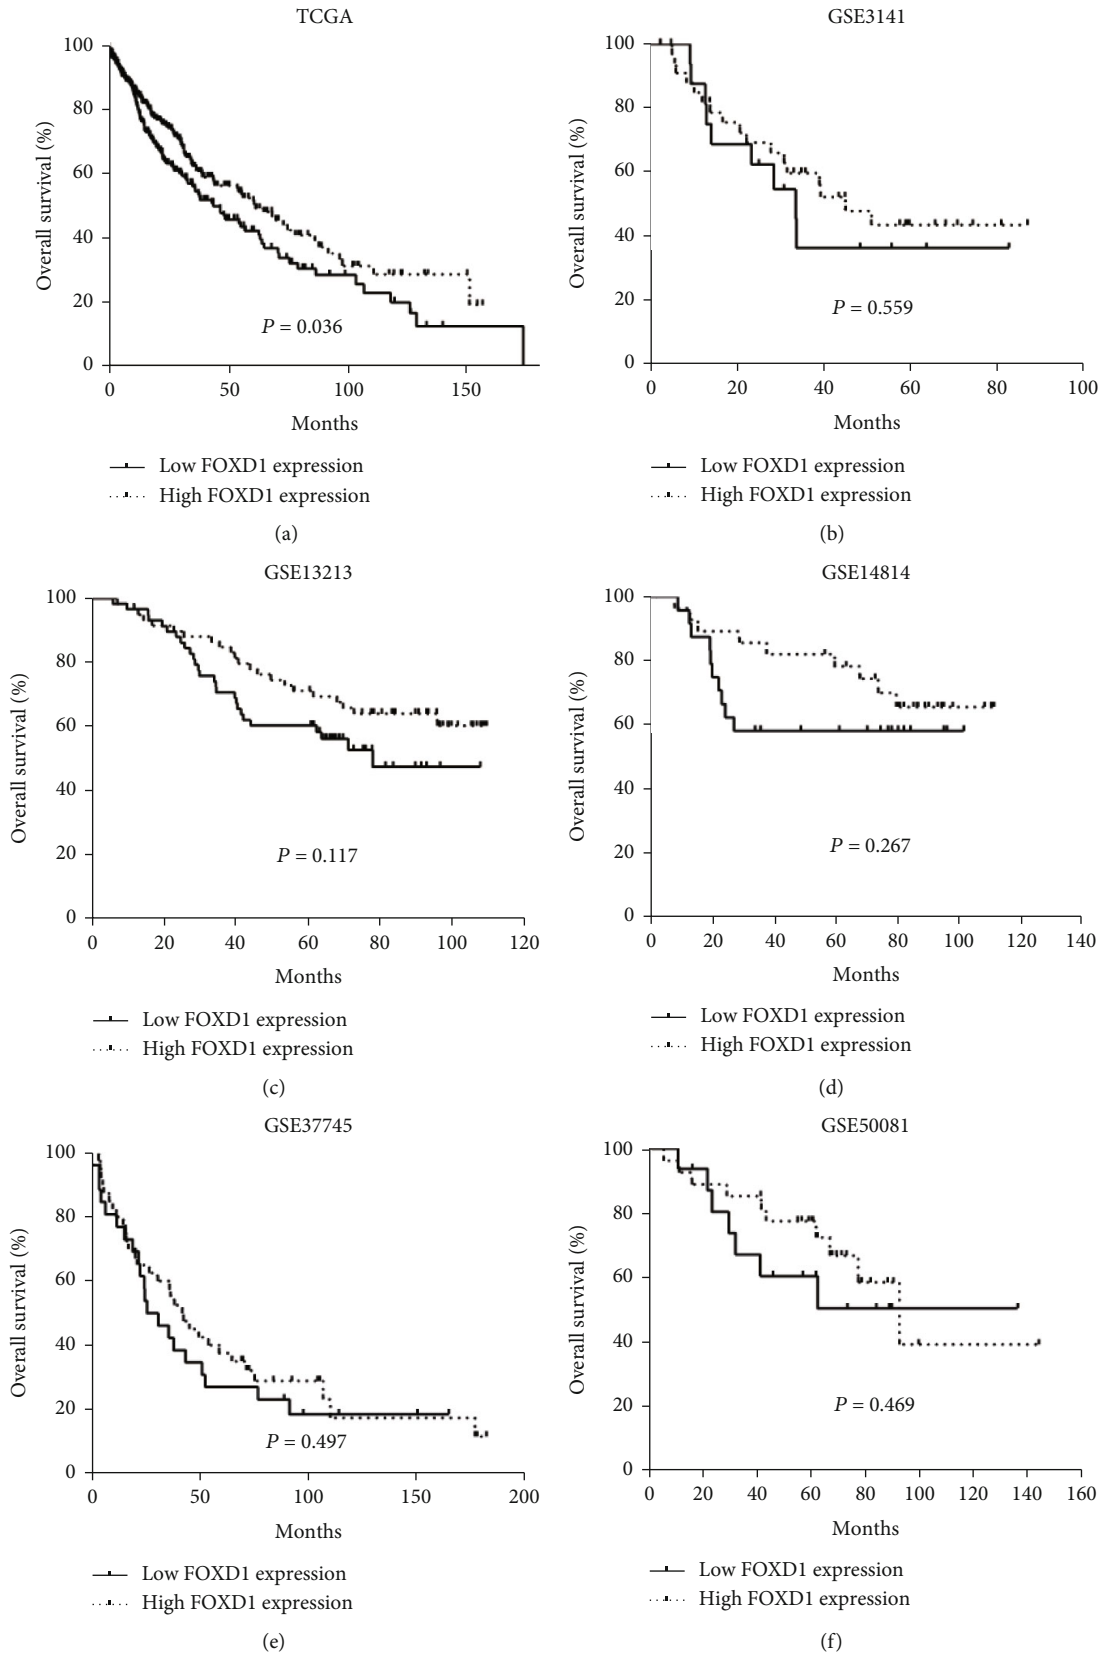 TCGA
100
80
60
40
20
0
Overall survival (%)
P = 0.036
0 50 100 150
Months
Low FOXD1 expression
High FOXD1 expression
(a)
GSE3141
100
80
60
40
20
0
Overall survival (%)
P = 0.559
0 20 40 60 80 100
Months
Low FOXD1 expression
High FOXD1 expression
(b)
GSE13213
100
80
60
40
20
0
Overall survival (%)
P = 0.117
0 20 40 60 80 100 120
Months
Low FOXD1 expression
High FOXD1 expression
(c)
GSE14814
100
80
60
40
20
0
Overall survival (%)
P = 0.267
0 20 40 60 80 100 120 140
Months
Low FOXD1 expression
High FOXD1 expression
(d)
GSE37745
100
80
60
40
20
0
Overall survival (%)
P = 0.497
0 50 100 150 200
Months
Low FOXD1 expression
High FOXD1 expression
(e)
GSE50081
100
80
60
40
20
0
Overall survival (%)
P = 0.469
0 20 40 60 80 100 120 140 160
Months
Low FOXD1 expression
High FOXD1 expression
(f)